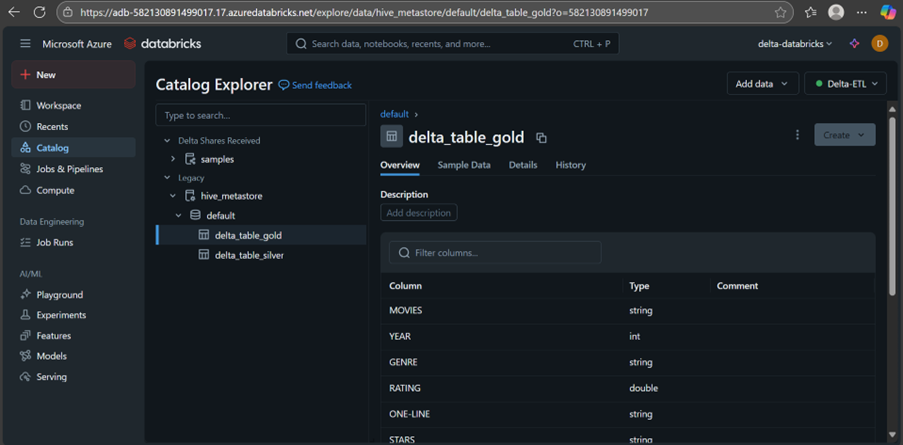 https://adb-582130891499017.17.azuredatabricks.net/explore/data/hive_metastore/default/delta_table_gold?o=582130891499017
Microsoft Azure databricks
Search data, notebooks, recents, and more... CTRL + P
delta-databricks
D
New
Workspace
Recents
Catalog
Jobs & Pipelines
Compute
Data Engineering
Job Runs
AI/ML
Playground
Experiments
Features
Models
Serving
Catalog Explorer Send feedback
Add data
Delta-ETL
Type to search...
Delta Shares Received
samples
Legacy
hive_metastore
default
delta_table_gold
delta_table_silver
default ›
delta_table_gold
Create
Overview Sample Data Details History
Description
Add description
Filter columns...
Column Type Comment
MOVIES string
YEAR int
GENRE string
RATING double
ONE-LINE string
STARS string